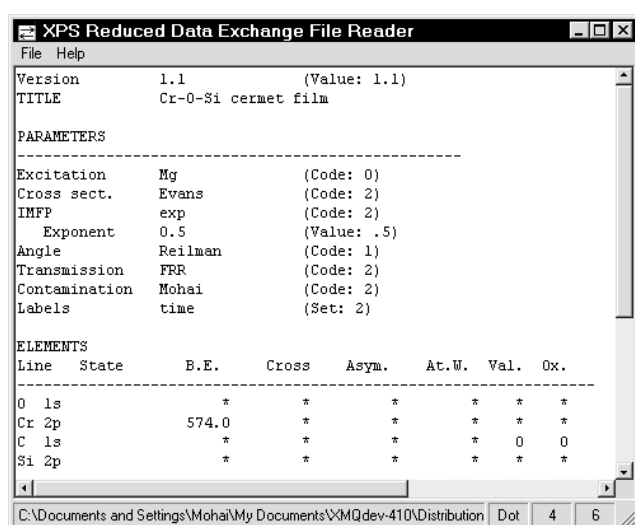 XPS Reduced Data Exchange File Reader
File Help
Version 1.1 (Value: 1.1)
TITLE Cr-O-Si cermet film
PARAMETERS
------------------------------------------------------
Excitation Mg (Code: 0)
Cross sect. Evans (Code: 2)
IMFP exp (Code: 2)
Exponent 0.5 (Value: .5)
Angle Reilman (Code: 1)
Transmission FRR (Code: 2)
Contamination Mohai (Code: 2)
Labels time (Set: 2)
ELEMENTS
Line State B.E. Cross Asym. At.W. Val. Ox.
----------------------------------------------------------------------
O 1s * * * * * *
Cr 2p 574.0 * * * * *
C 1s * * * * 0 0
Si 2p * * * * * *
C:\Documents and Settings\Mohai\My Documents\XMQdev-410\Distribution Dot 4 6